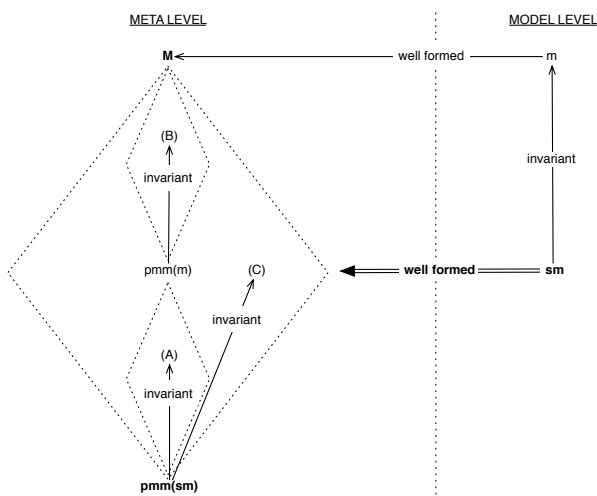 META LEVEL
MODEL LEVEL
M
well formed
m
(B)
invariant
invariant
pmm(m)
(C)
well formed
sm
invariant
(A)
invariant
pmm(sm)